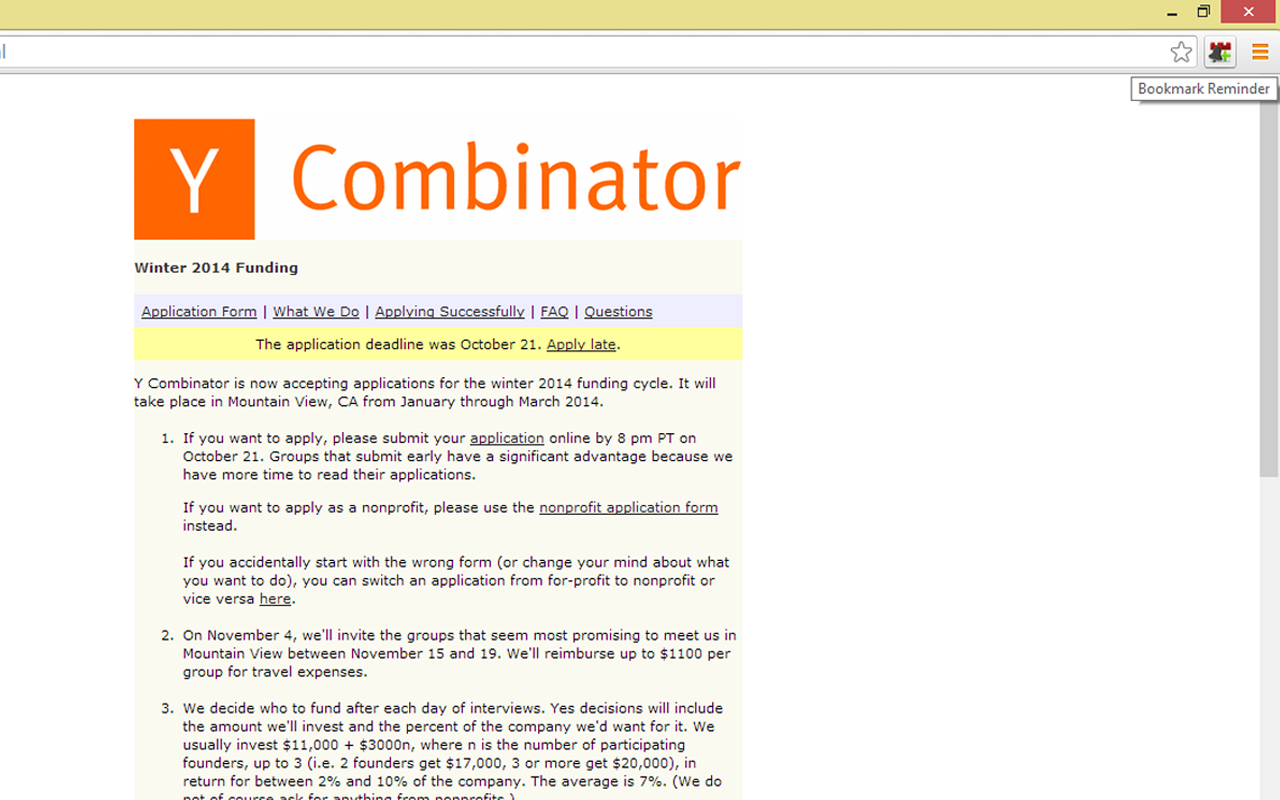 Bookmark Reminder
Y Combinator
Winter 2014 Funding
Application Form | What We Do | Applying Successfully | FAQ | Questions
The application deadline was October 21. Apply late.
Y Combinator is now accepting applications for the winter 2014 funding cycle. It will
take place in Mountain View, CA from January through March 2014.
1. If you want to apply, please submit your application online by 8 pm PT on
October 21. Groups that submit early have a significant advantage because we
have more time to read their applications.
If you want to apply as a nonprofit, please use the nonprofit application form
instead.
If you accidentally start with the wrong form (or change your mind about what
you want to do), you can switch an application from for-profit to nonprofit or
vice versa here.
2. On November 4, we'll invite the groups that seem most promising to meet us in
Mountain View between November 15 and 19. We'll reimburse up to $1100 per
group for travel expenses.
3. We decide who to fund after each day of interviews. Yes decisions will include
the amount we'll invest and the percent of the company we'd want for it. We
usually invest $11,000 + $3000n, where n is the number of participating
founders, up to 3 (i.e. 2 founders get $17,000, 3 or more get $20,000), in
return for between 2% and 10% of the company. The average is 7%. (We do
not of course ask for anything from nonprofits.)